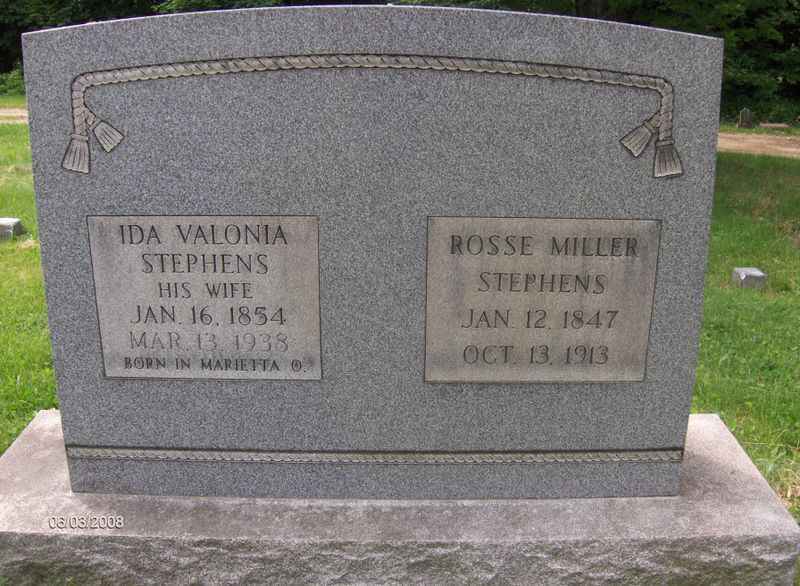 IDA VALONIA
STEPHENS
HIS WIFE
JAN. 16, 1854
MAR. 13, 1938
BORN IN MARIETTA O.
ROSSE MILLER
STEPHENS
JAN. 12, 1847
OCT. 13, 1913
06/03/2008